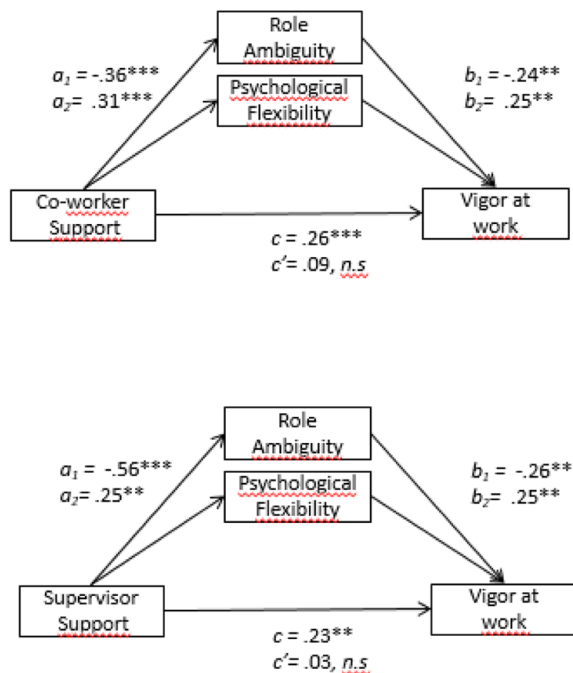 Role
Ambiguity
a₁ = -.36***
a₂= .31***
b₁ = -.24**
b₂= .25**
Psychological
Flexibility
Co-worker
Support
Vigor at
work
c = .26***
c’= .09, n.s
Role
Ambiguity
a₁ = -.56***
a₂= .25**
b₁ = -.26**
b₂= .25**
Psychological
Flexibility
Supervisor
Support
Vigor at
work
c = .23**
c’= .03, n.s